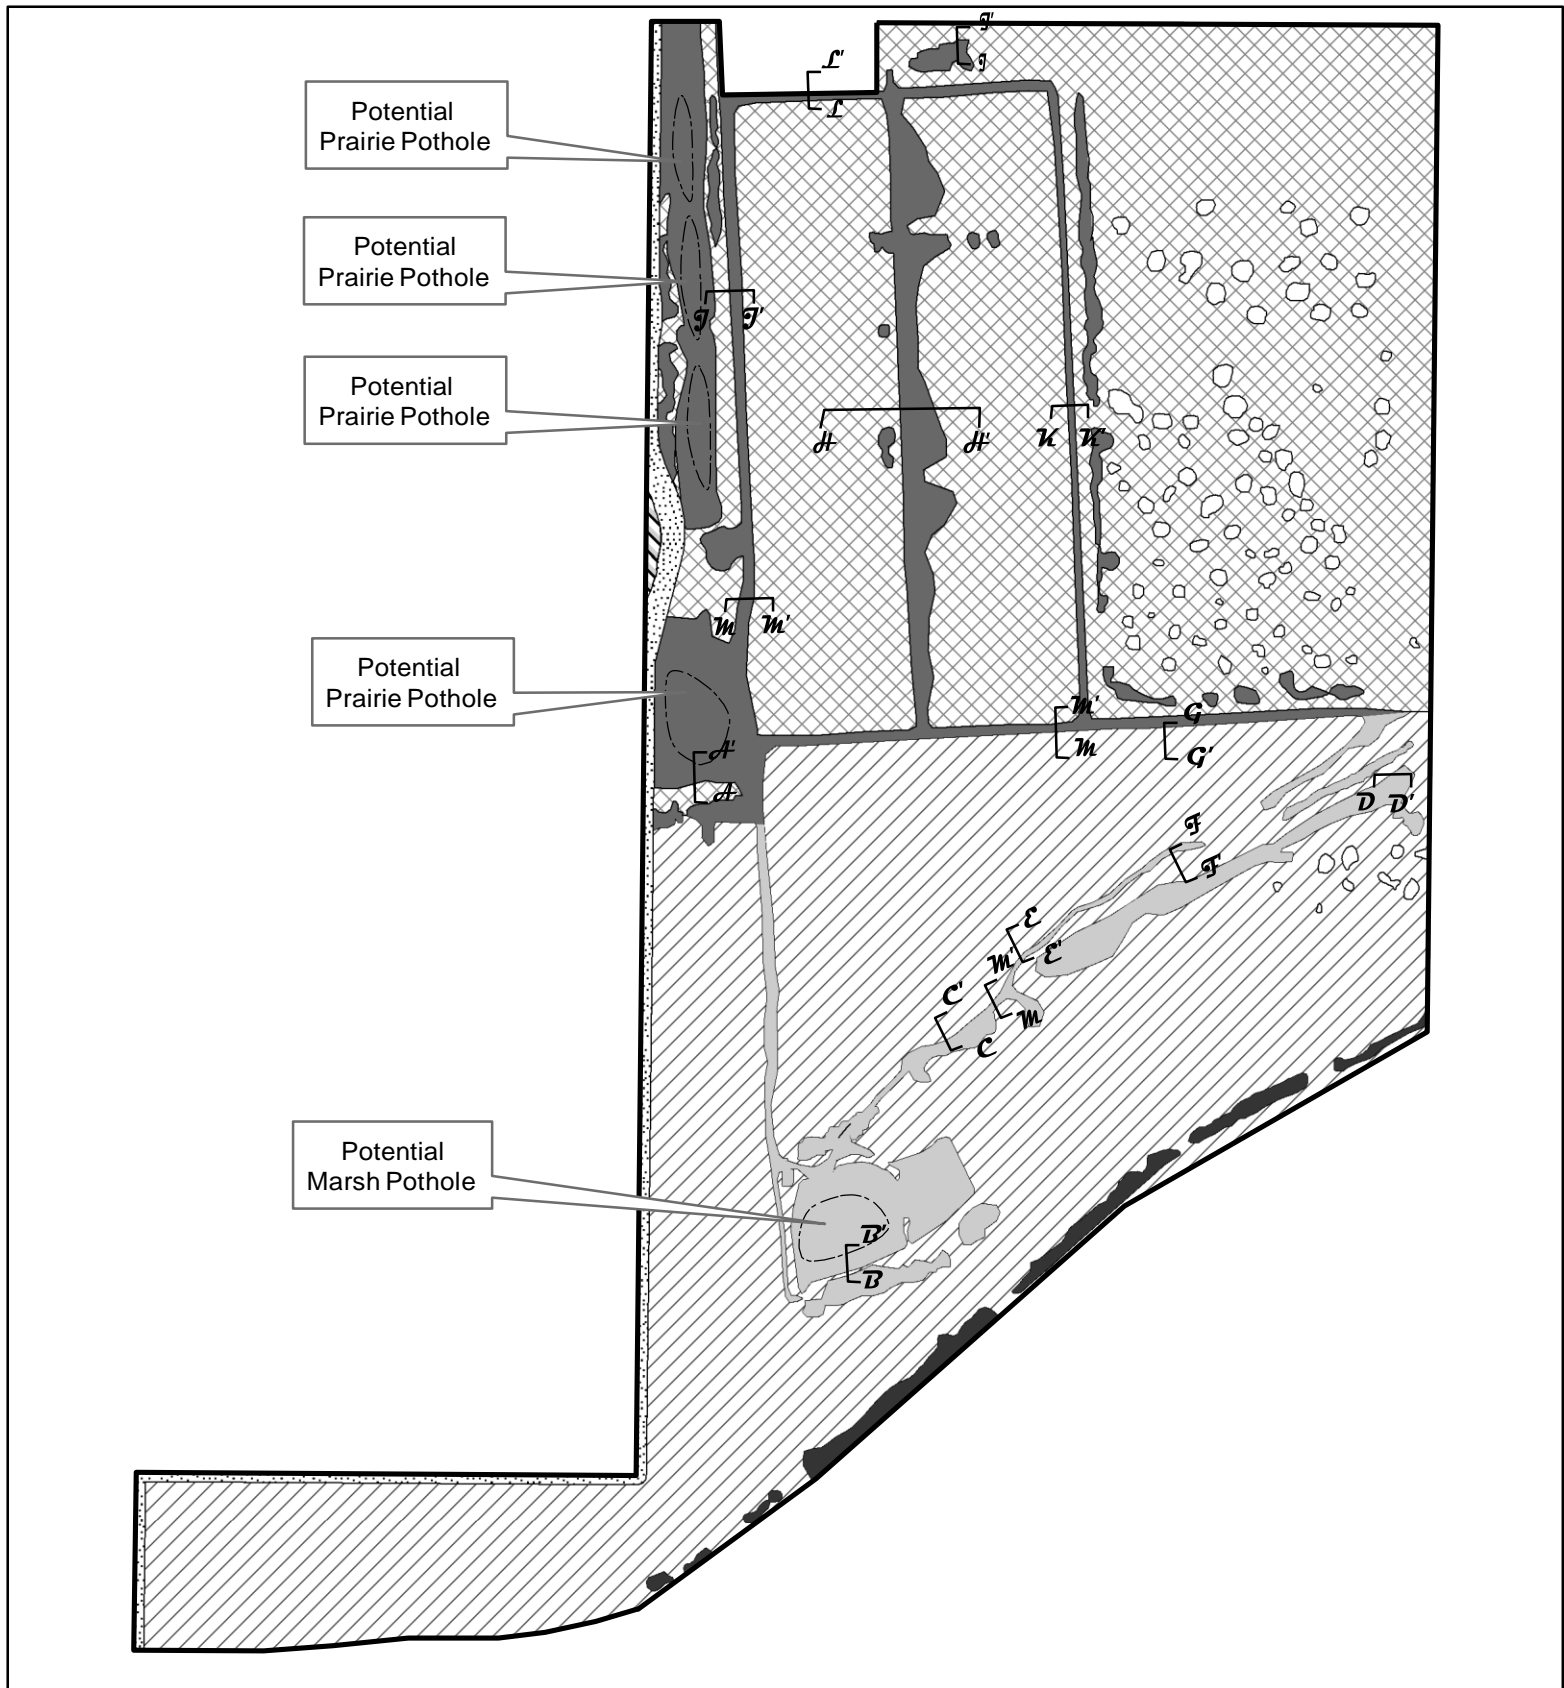 I'
I
L'
L
Potential
Prairie Pothole
Potential
Prairie Pothole
J
J'
Potential
Prairie Pothole
H
H'
K
K'
M
M'
Potential
Prairie Pothole
M'
M
G
G'
A'
A
D
D'
F
F'
E
E'
M'
M
C'
C
Potential
Marsh Pothole
B'
B